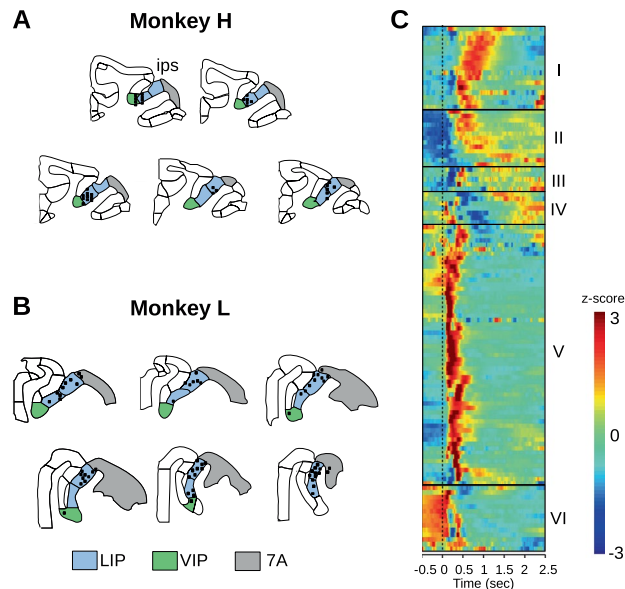 A
Monkey H
ips
B
Monkey L
LIP VIP 7A
C
I
II
III
IV
V
VI
-0.5 0 0.5 1 1.5 2 2.5
Time (sec)
z-score
3
0
-3